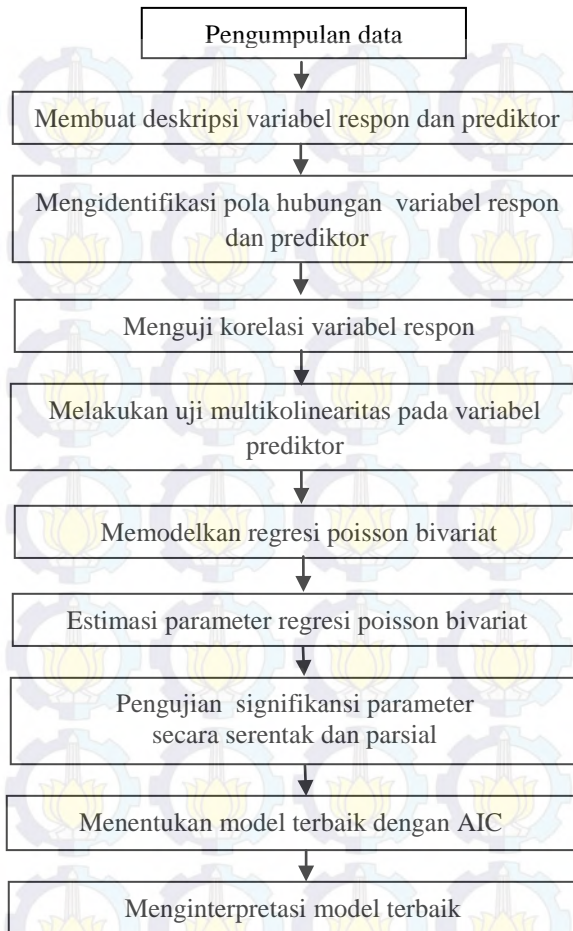 Pengumpulan data
Membuat deskripsi variabel respon dan prediktor
Mengidentifikasi pola hubungan variabel respon
dan prediktor
Menguji korelasi variabel respon
Melakukan uji multikolinearitas pada variabel
prediktor
Memodelkan regresi poisson bivariat
Estimasi parameter regresi poisson bivariat
Pengujian signifikansi parameter
secara serentak dan parsial
Menentukan model terbaik dengan AIC
Menginterpretasi model terbaik